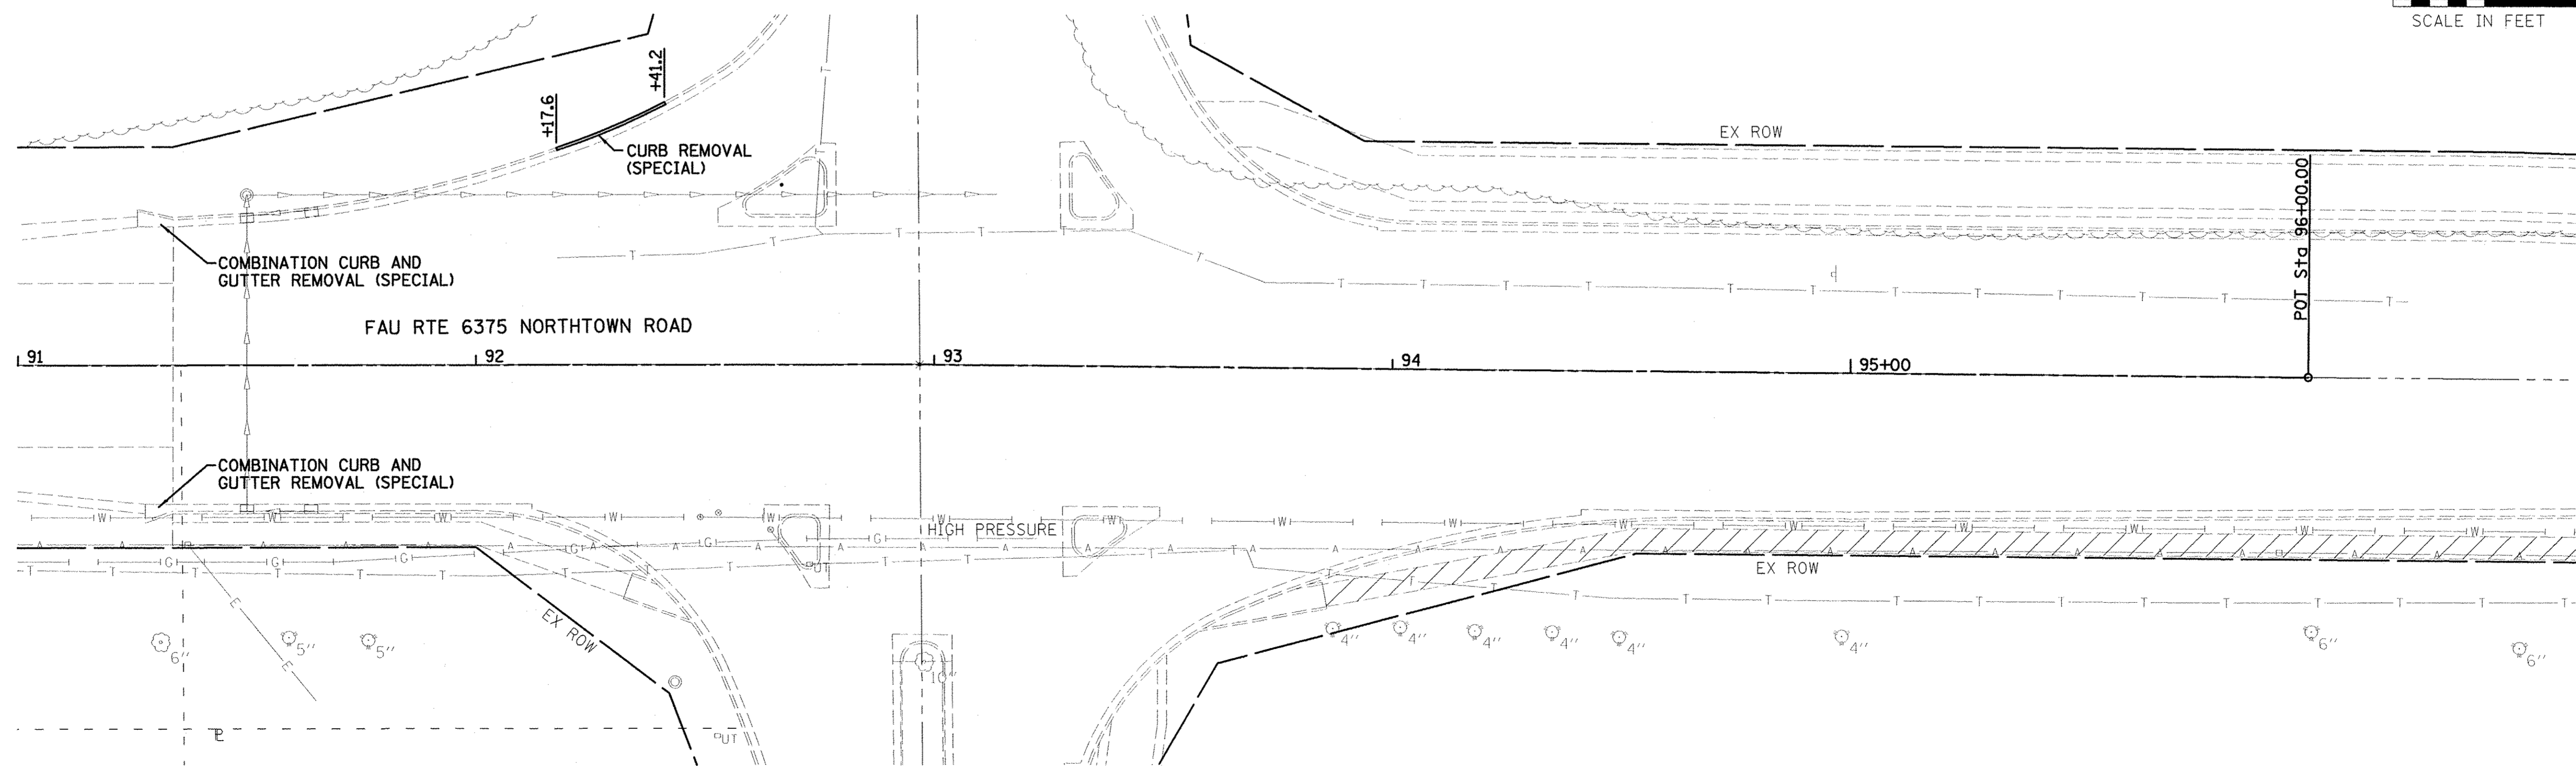 SCALE IN FEET
+17.6
+41.2
CURB REMOVAL
(SPECIAL)
EX ROW
POT Sta 96+00.00
COMBINATION CURB AND
GUTTER REMOVAL (SPECIAL)
FAU RTE 6375 NORTHTOWN ROAD
91
92
93
94
95+00
COMBINATION CURB AND
GUTTER REMOVAL (SPECIAL)
HIGH PRESSURE
EX ROW
EX ROW
6''
5''
5''
4''
4''
4''
4''
4''
4''
6''
6''
UT
UT
T T T T T
W W W W W
A A A A A
G G G G G
E E